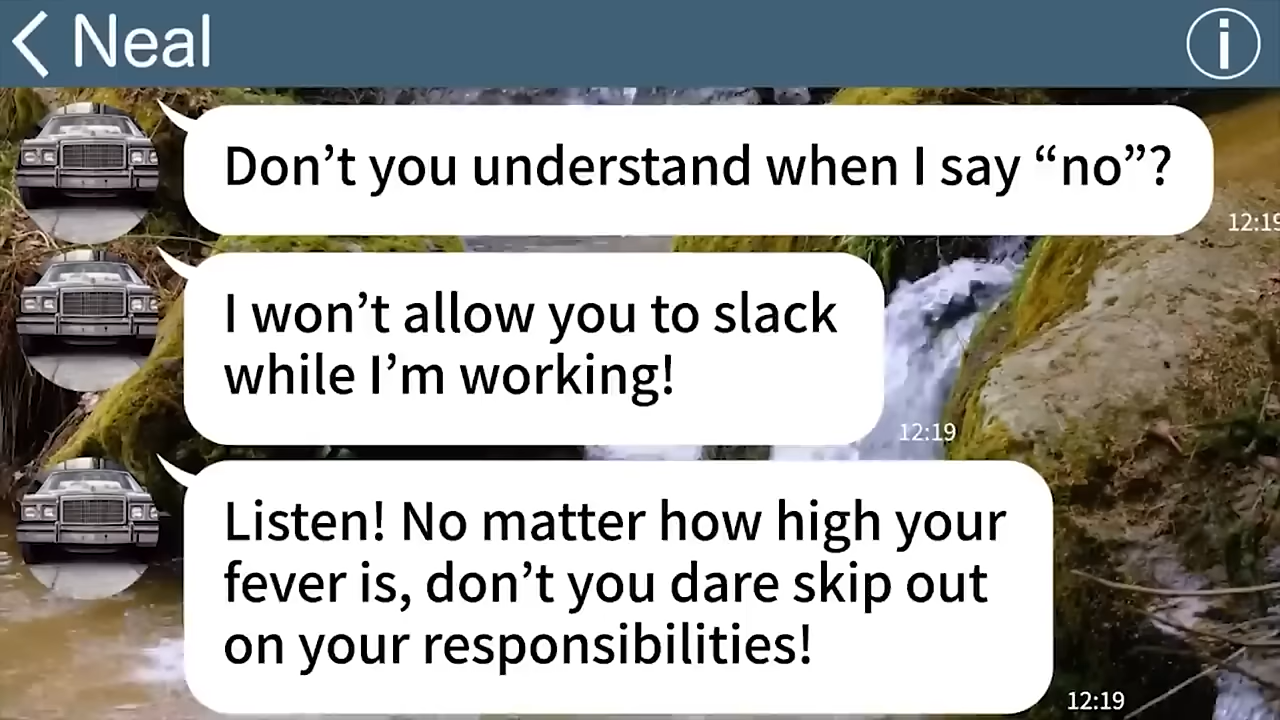 Neal
Don’t you understand when I say “no”?
12:19
I won’t allow you to slack
while I’m working!
12:19
Listen! No matter how high your
fever is, don’t you dare skip out
on your responsibilities!
12:19